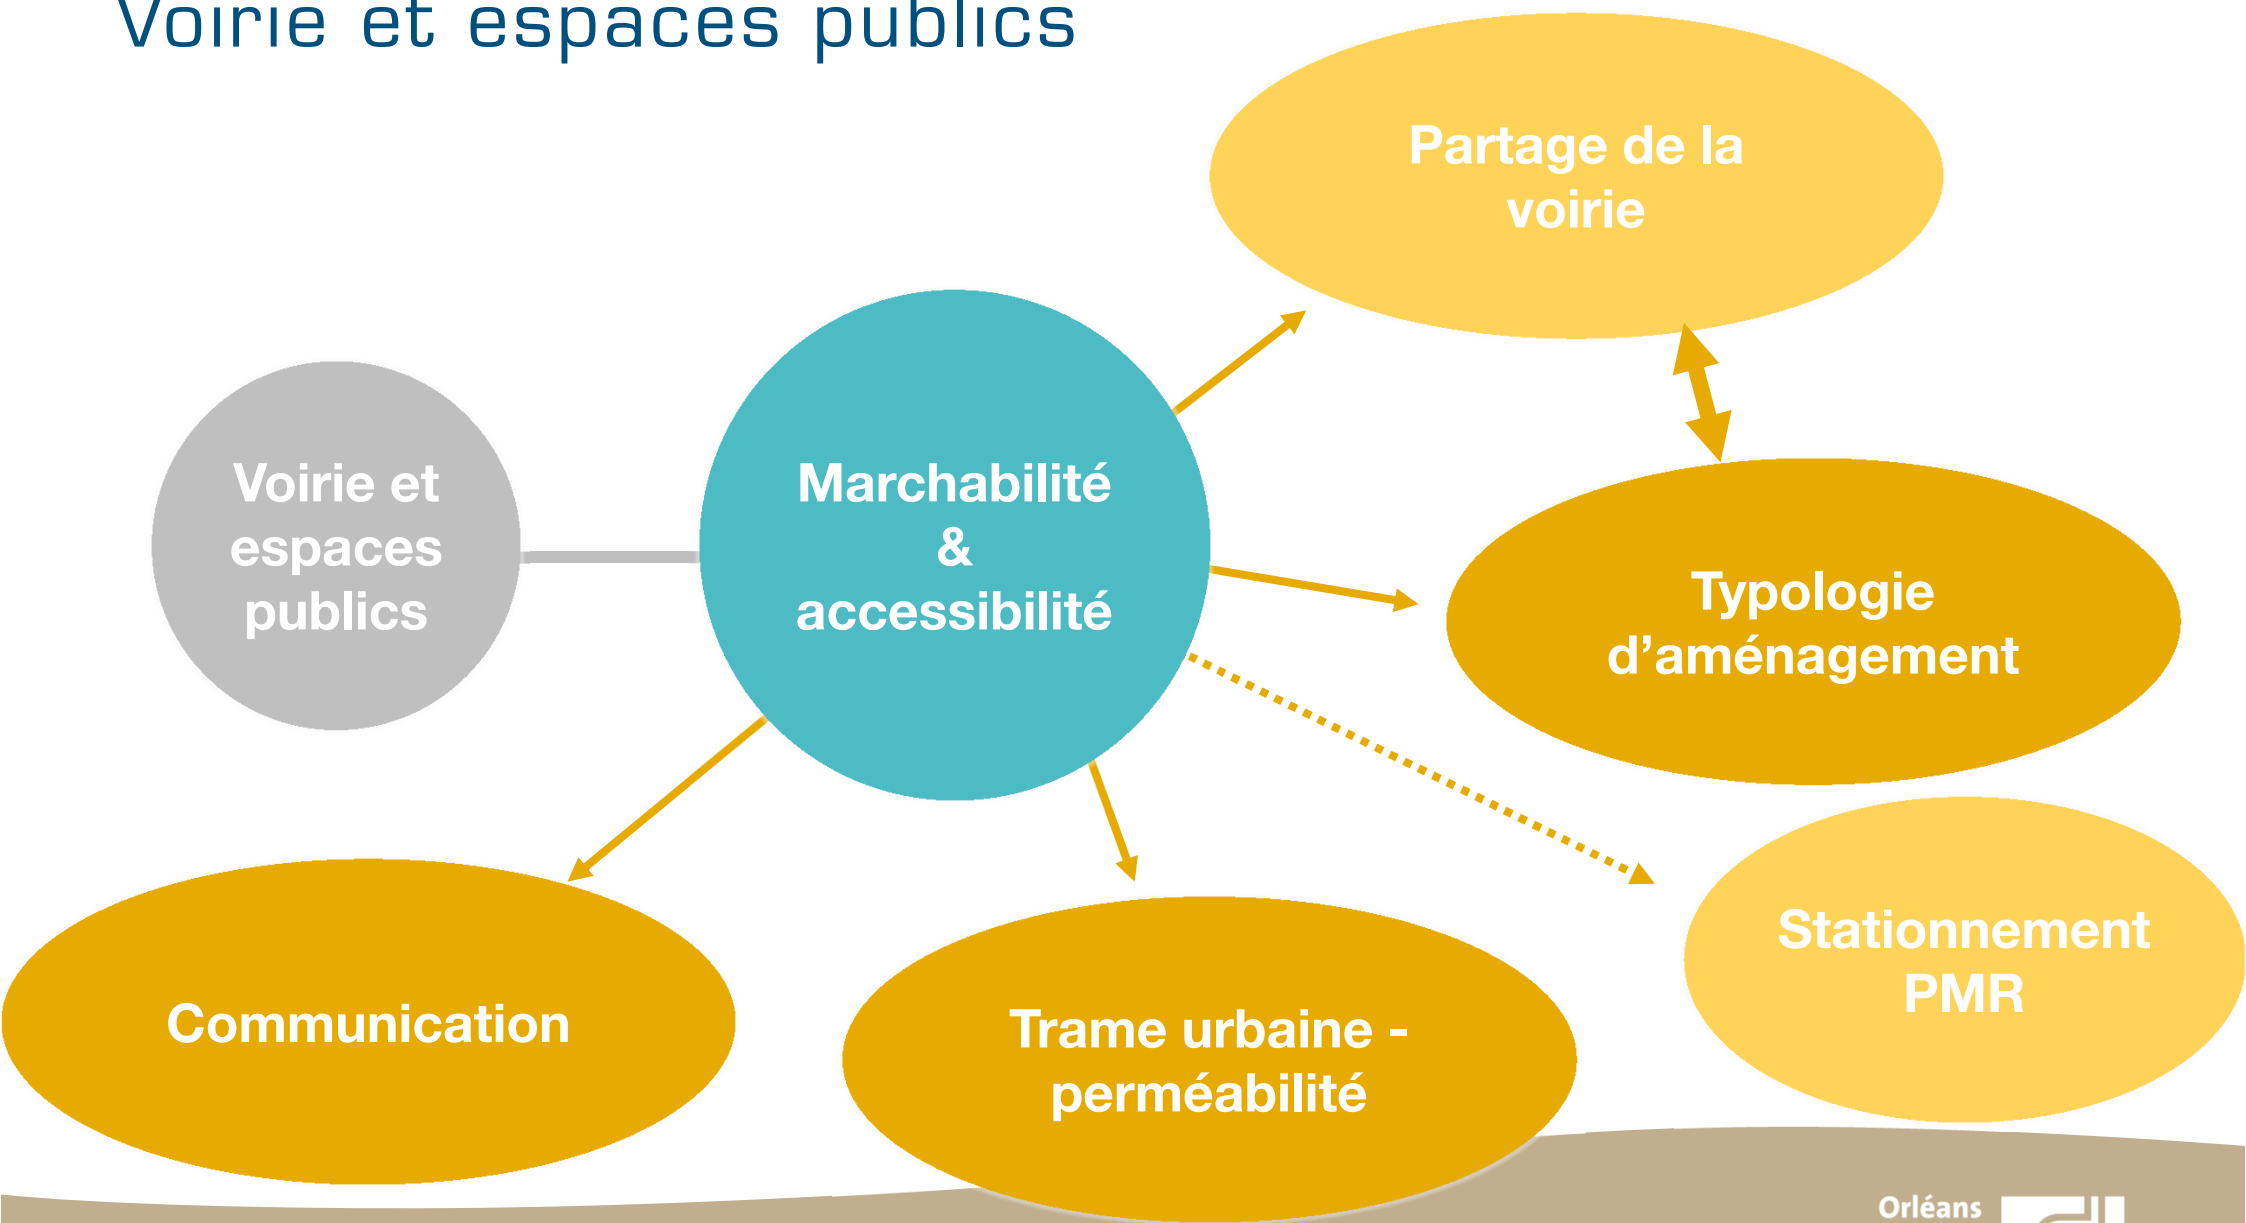 Voirie et espaces publics
Partage de la
voirie
Voirie et
espaces
publics
Marchabilité
&
accessibilité
Typologie
d’aménagement
Stationnement
PMR
Communication
Trame urbaine -
perméabilité
Orléans